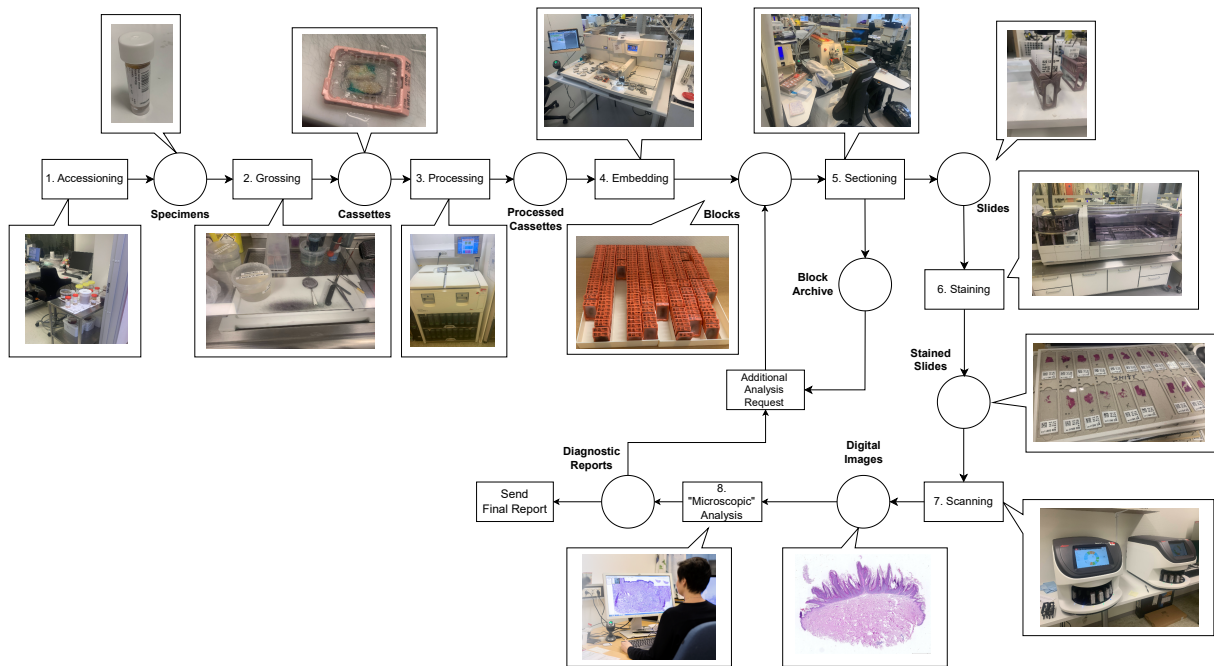 1. Accessioning
Specimens
2. Grossing
Cassettes
3. Processing
Processed
Cassettes
4. Embedding
Blocks
5. Sectioning
Slides
Block
Archive
6. Staining
Stained
Slides
Additional
Analysis
Request
Diagnostic
Reports
Digital
Images
Send
Final Report
8.
"Microscopic"
Analysis
7. Scanning